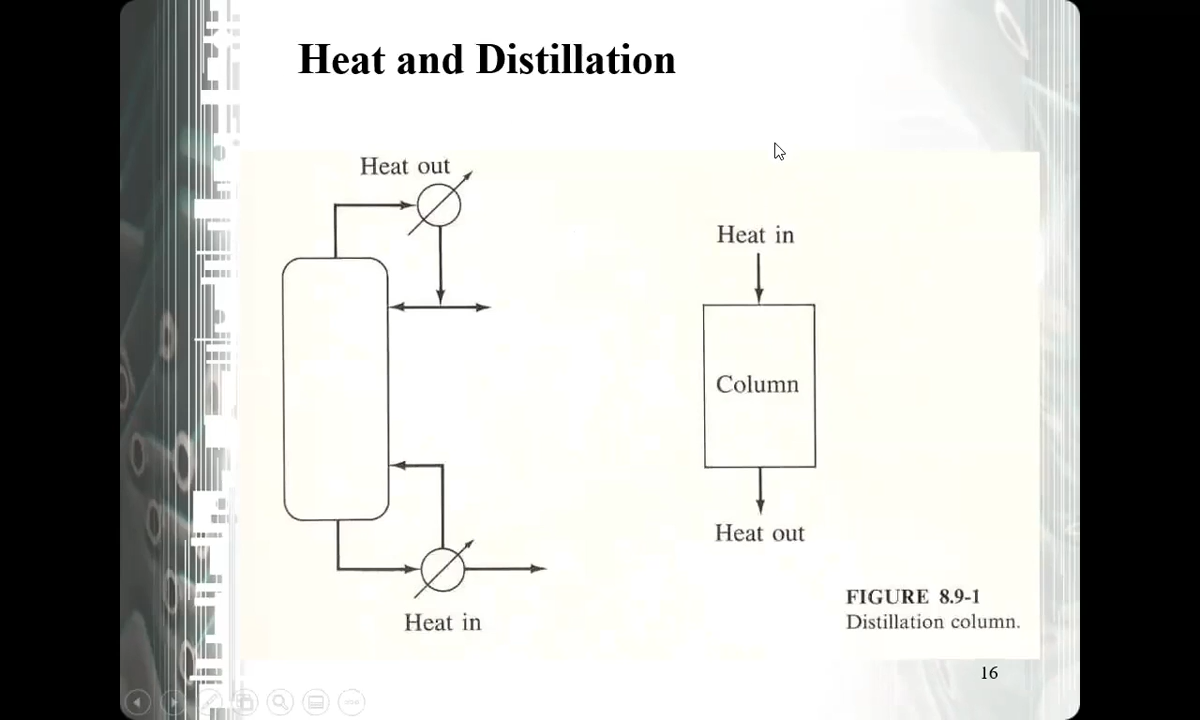 Heat and Distillation
Heat out
Heat in
Heat in
Column
Heat out
FIGURE 8.9-1
Distillation column.
16